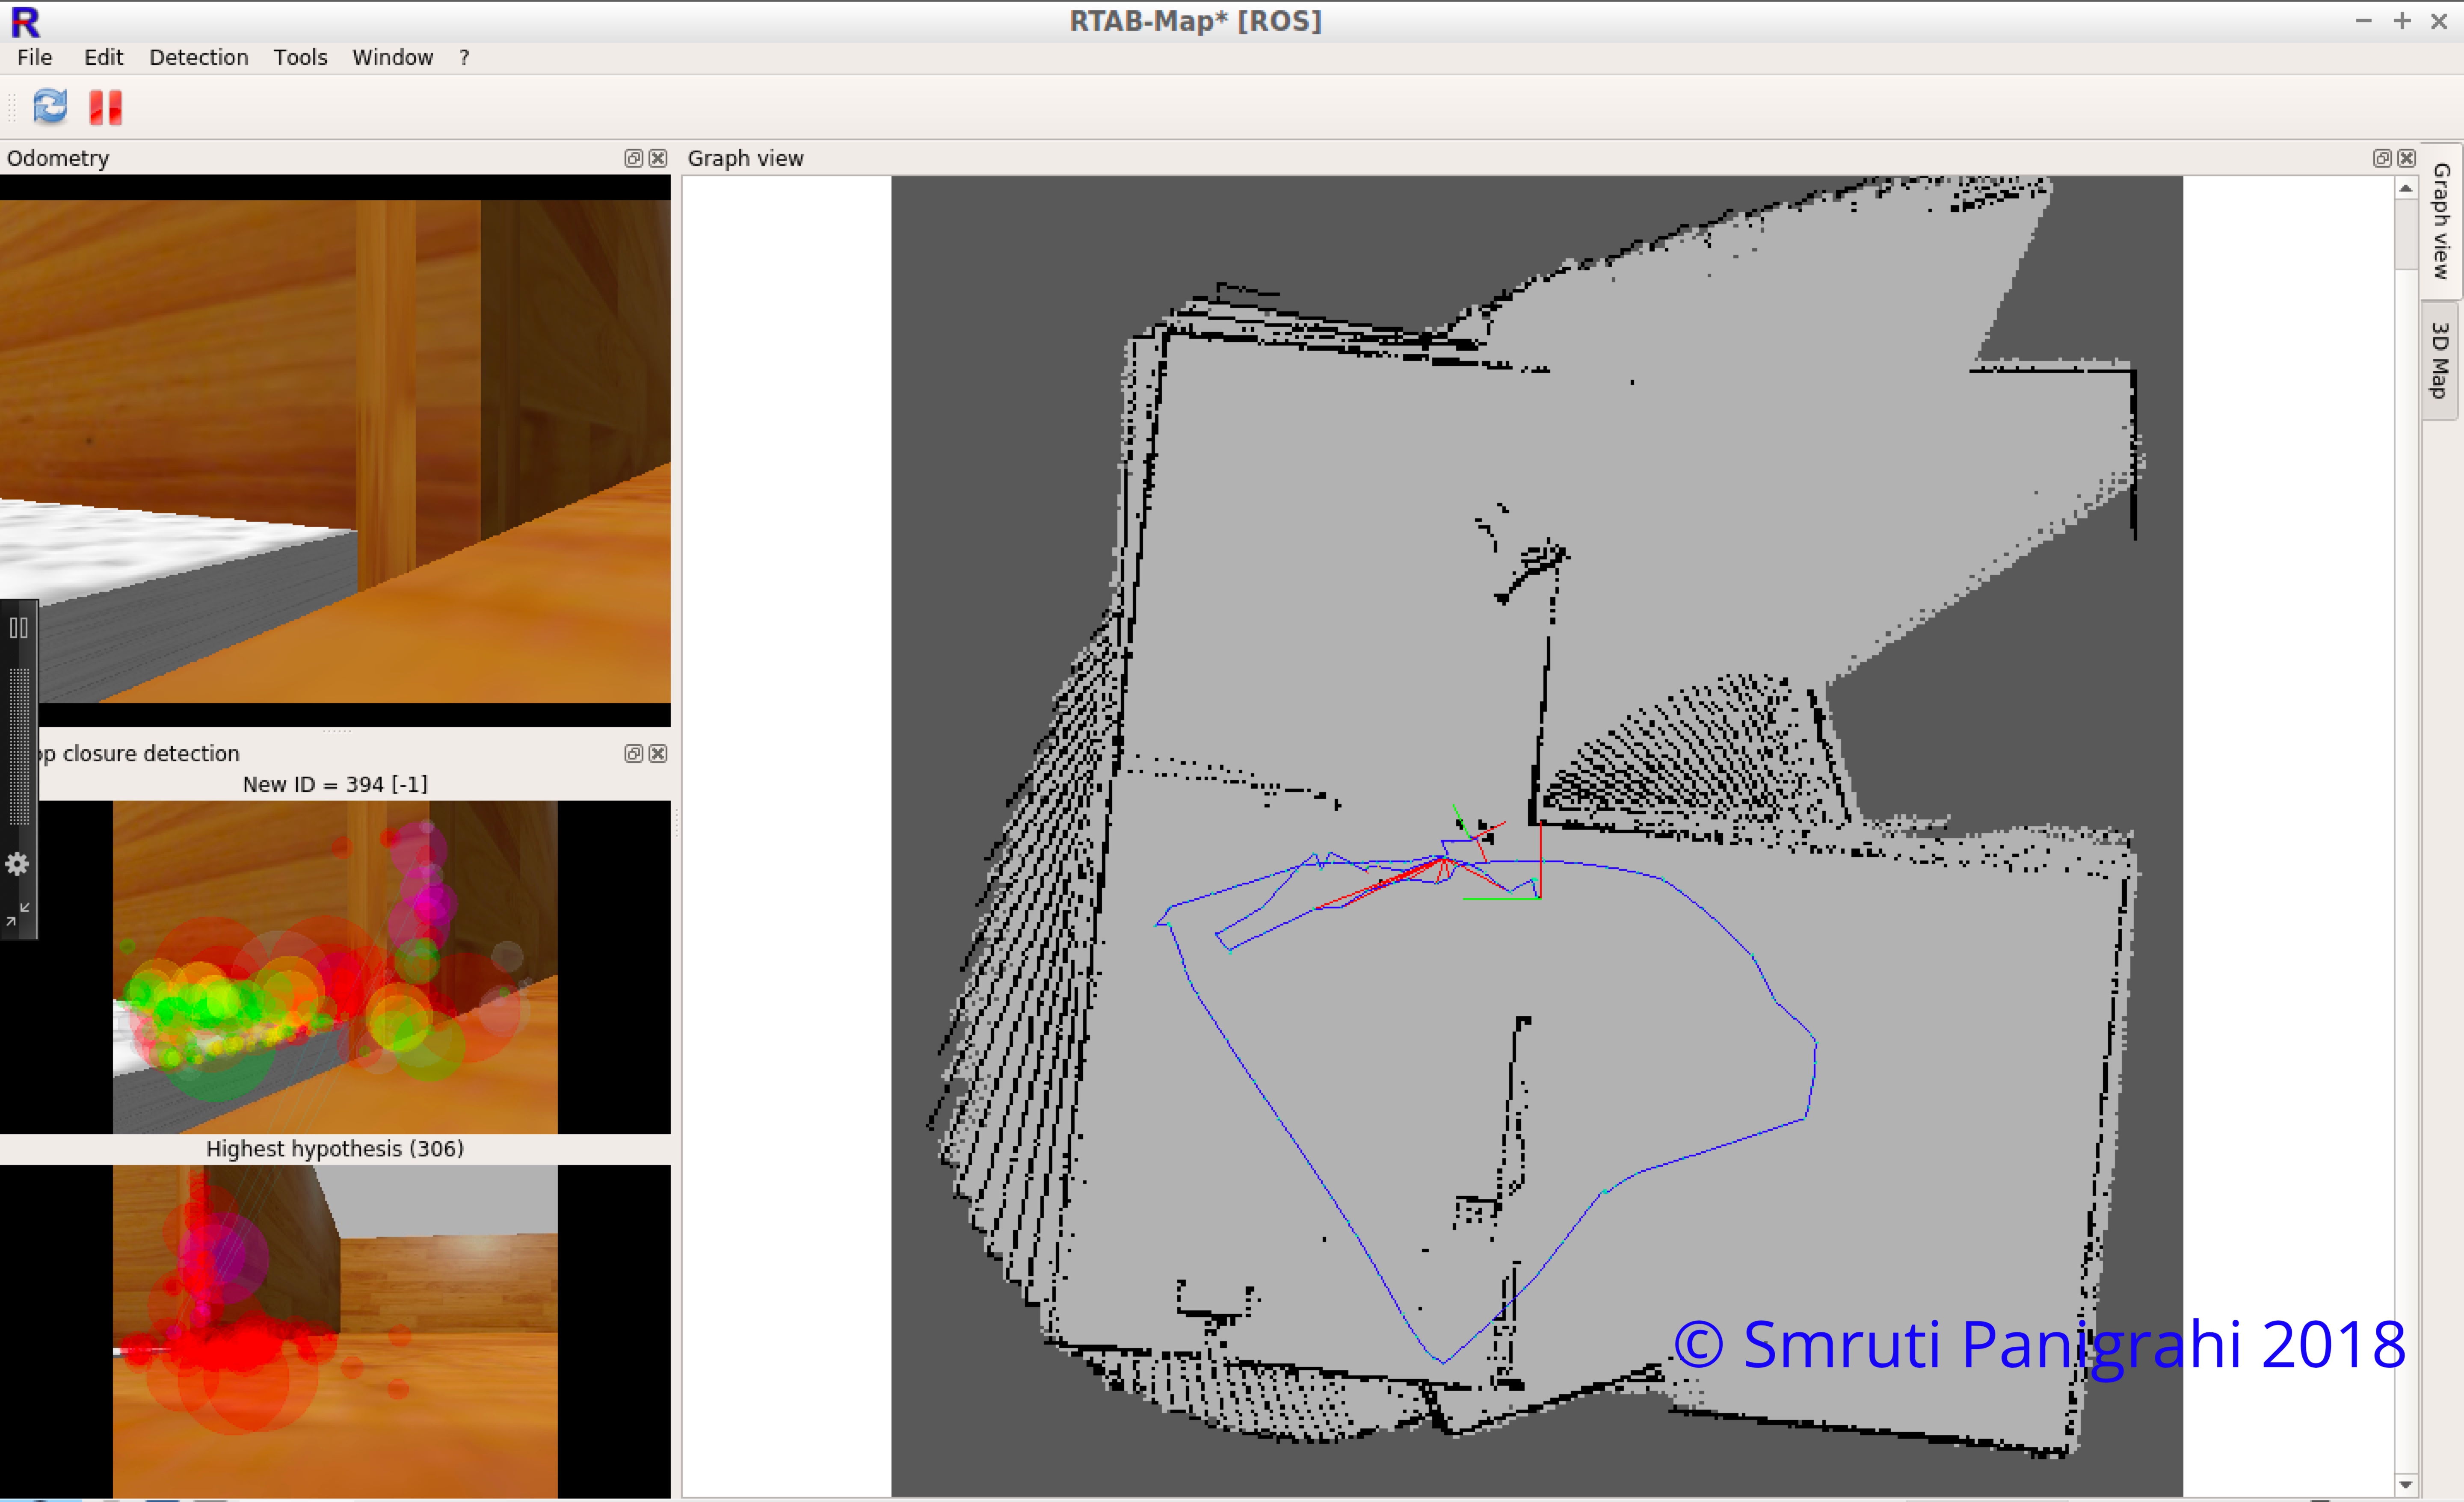 RTAB-Map* [ROS]
File Edit Detection Tools Window ?
Odometry
Graph view
Graph view
3D Map
op closure detection
New ID = 394 [-1]
Highest hypothesis (306)
© Smruti Panigrahi 2018